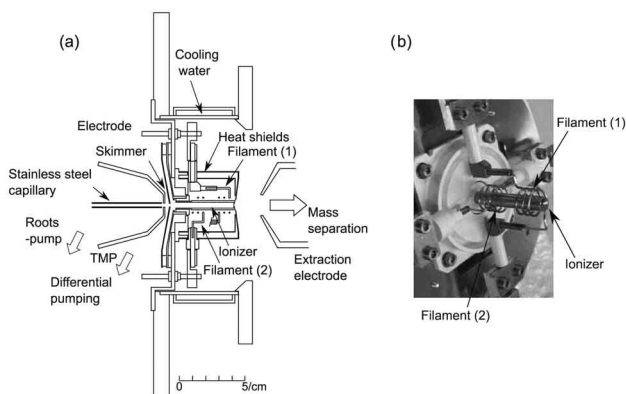 (a)
Cooling
water
Electrode
Skimmer
Heat shields
Filament (1)
Stainless steel
capillary
Roots
-pump
TMP
Differential
pumping
Ionizer
Filament (2)
Mass
separation
Extraction
electrode
0
5/cm
(b)
Filament (1)
Ionizer
Filament (2)